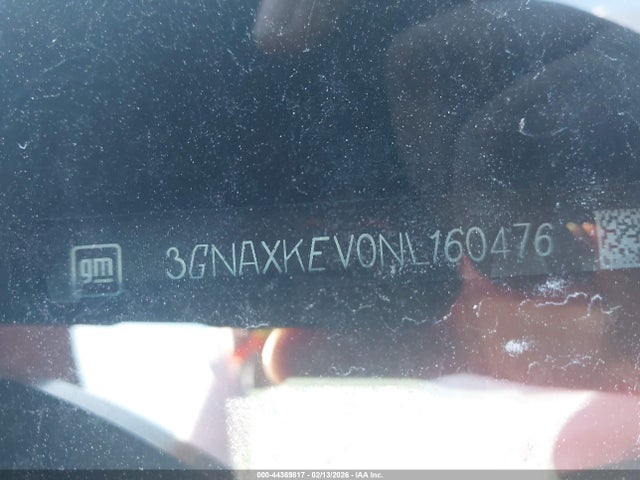 gm 3GNAXKEV0NL160476
000-44369817 - 02/13/2026 - IAA Inc.